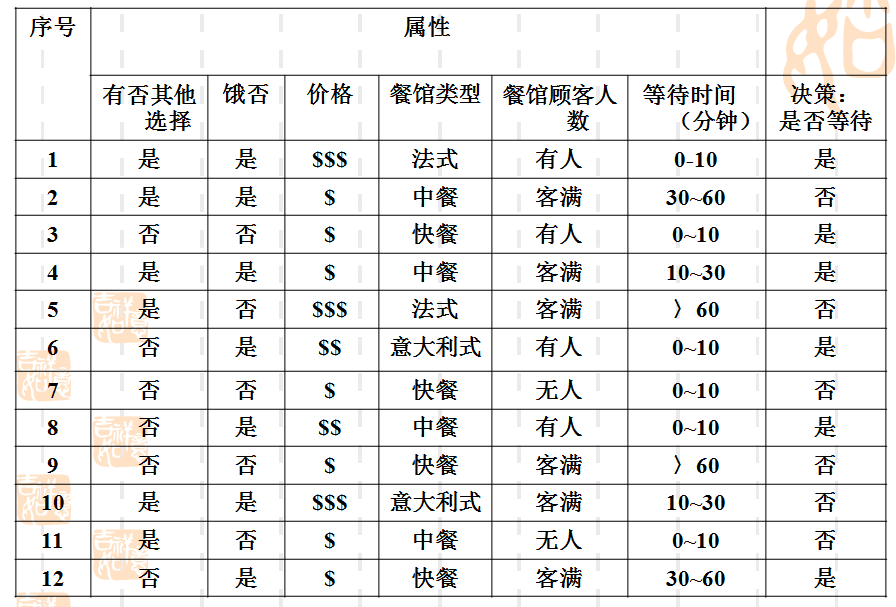 序号 属性
有否其他选择 饿否 价格 餐馆类型 餐馆顾客人数 等待时间（分钟） 决策：是否等待
1 是 是 $$$ 法式 有人 0-10 是
2 是 是 $ 中餐 客满 30~60 否
3 否 否 $ 快餐 有人 0~10 是
4 是 是 $ 中餐 客满 10~30 是
5 是 否 $$$ 法式 客满 〉60 否
6 否 是 $$ 意大利式 有人 0~10 是
7 否 否 $ 快餐 无人 0~10 否
8 否 是 $$ 中餐 有人 0~10 是
9 否 否 $ 快餐 客满 〉60 否
10 是 是 $$$ 意大利式 客满 10~30 否
11 是 否 $ 中餐 无人 0~10 否
12 否 是 $ 快餐 客满 30~60 是